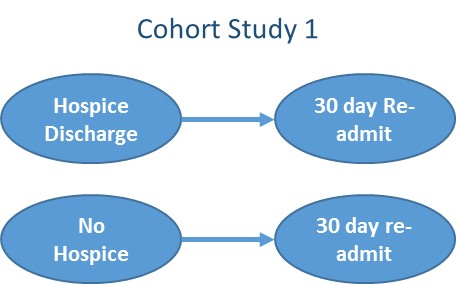 Cohort Study 1
Hospice
Discharge
30 day Re-
admit
No
Hospice
30 day re-
admit